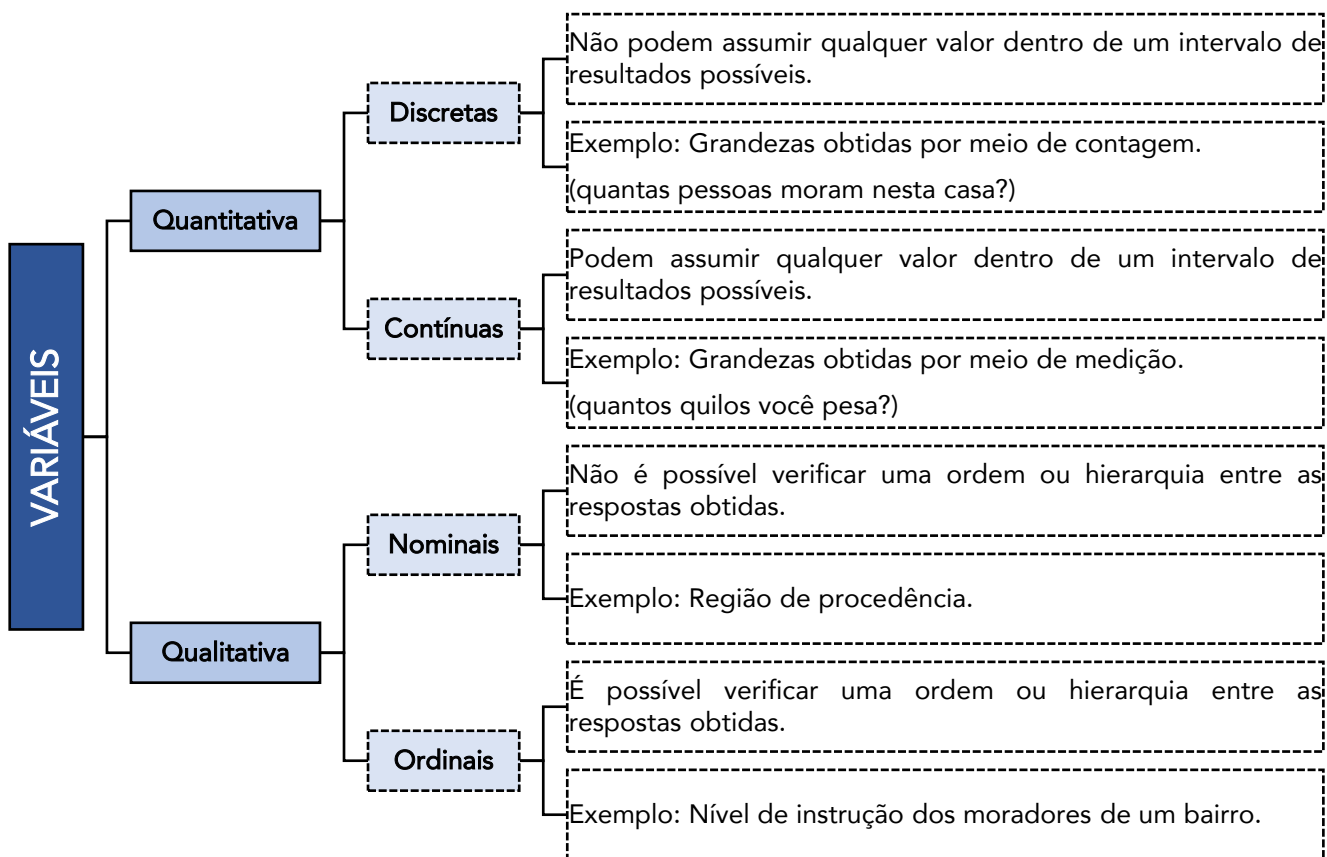 VARIÁVEIS
Quantitativa
Discretas
Não podem assumir qualquer valor dentro de um intervalo de
resultados possíveis.
Exemplo: Grandezas obtidas por meio de contagem.
(quantas pessoas moram nesta casa?)
Contínuas
Podem assumir qualquer valor dentro de um intervalo de
resultados possíveis.
Exemplo: Grandezas obtidas por meio de medição.
(quantos quilos você pesa?)
Qualitativa
Nominais
Não é possível verificar uma ordem ou hierarquia entre as
respostas obtidas.
Exemplo: Região de procedência.
Ordinais
É possível verificar uma ordem ou hierarquia entre as
respostas obtidas.
Exemplo: Nível de instrução dos moradores de um bairro.